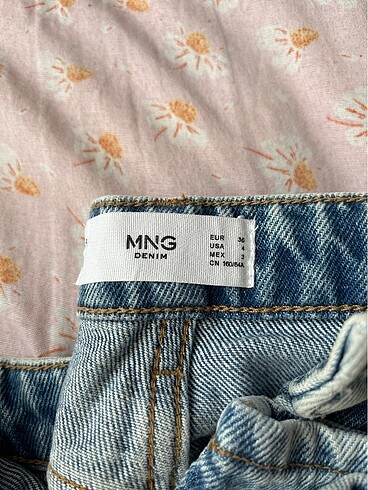 MNG
DENIM
EUR 36
USA 4
MEX 3
CN 160/64A